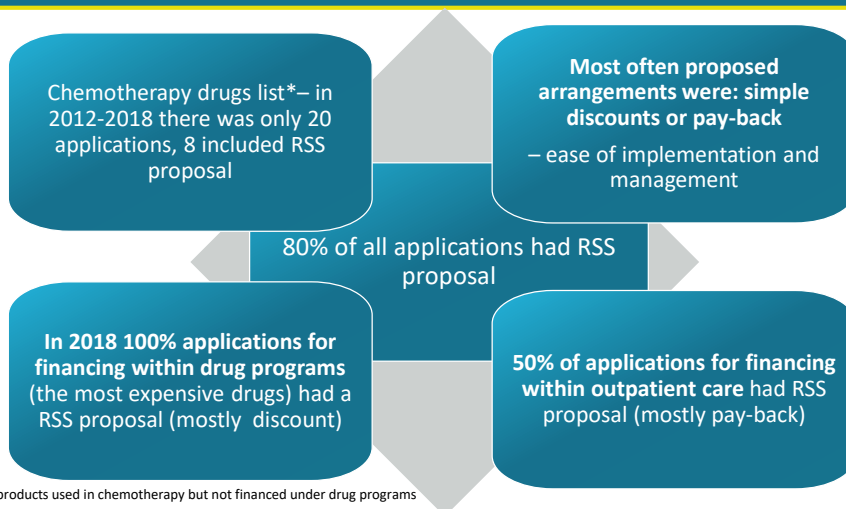 Chemotherapy drugs list*– in
2012-2018 there was only 20
applications, 8 included RSS
proposal
Most often proposed
arrangements were: simple
discounts or pay-back
– ease of implementation and
management
80% of all applications had RSS
proposal
In 2018 100% applications for
financing within drug programs
(the most expensive drugs) had a
RSS proposal (mostly discount)
50% of applications for financing
within outpatient care had RSS
proposal (mostly pay-back)
products used in chemotherapy but not financed under drug programs